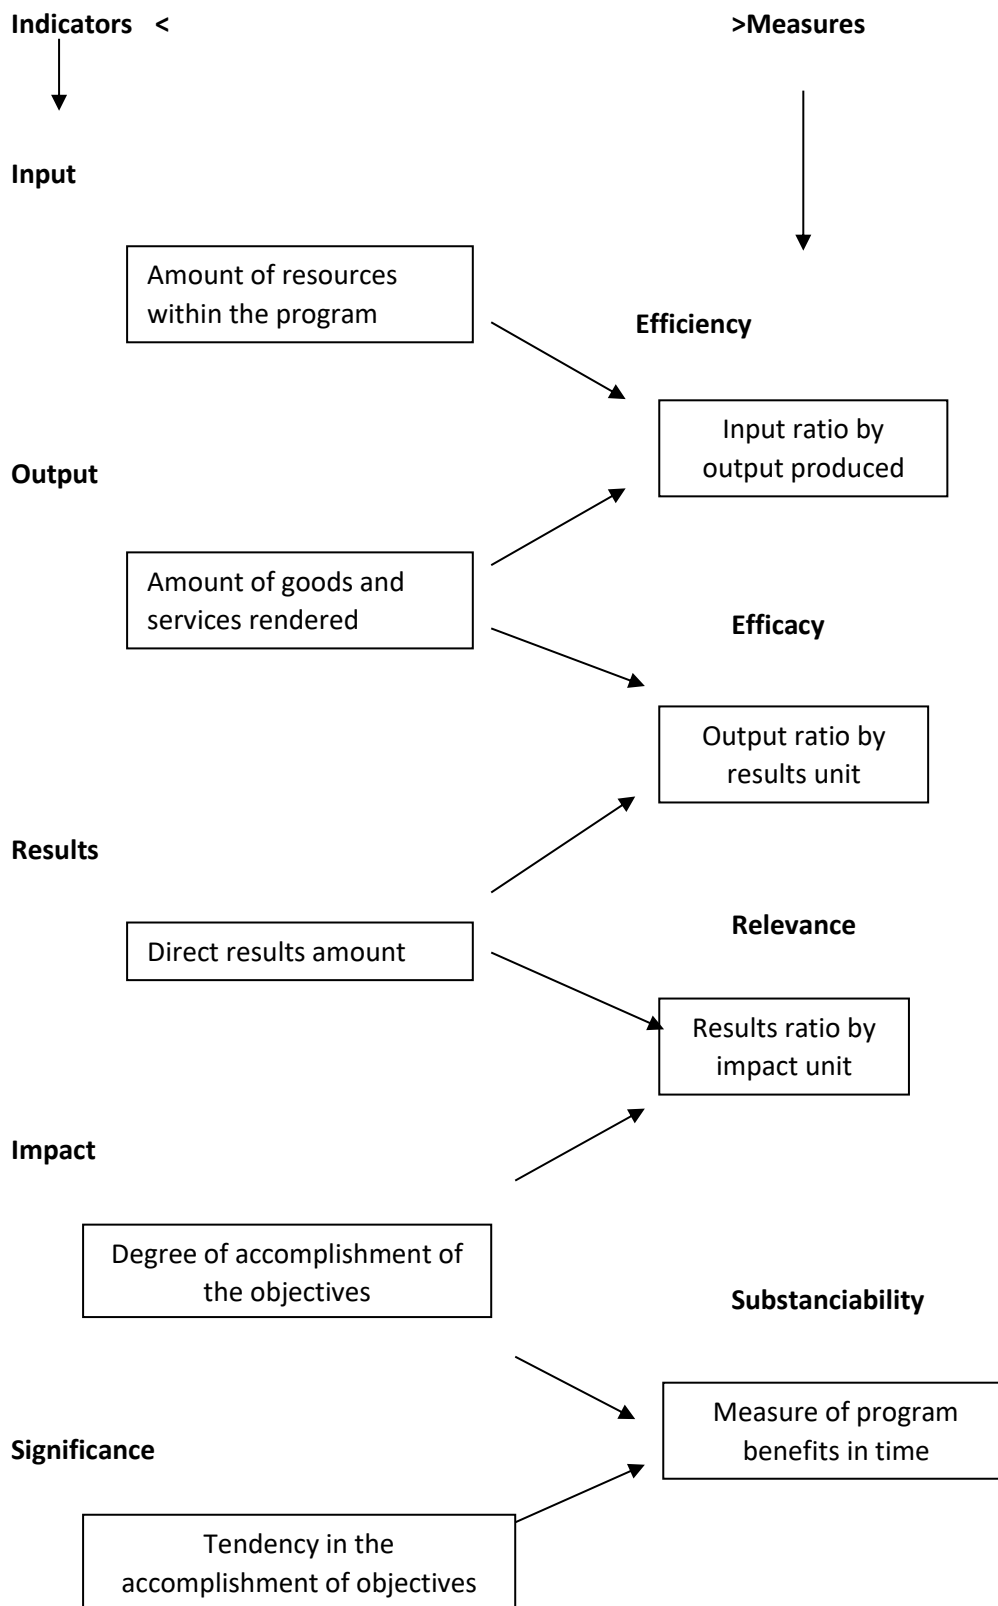 Indicators <
>Measures
Input
Amount of resources
within the program
Efficiency
Input ratio by
output produced
Output
Amount of goods and
services rendered
Efficacy
Output ratio by
results unit
Results
Direct results amount
Relevance
Results ratio by
impact unit
Impact
Degree of accomplishment of
the objectives
Substanciability
Measure of program
benefits in time
Significance
Tendency in the
accomplishment of objectives